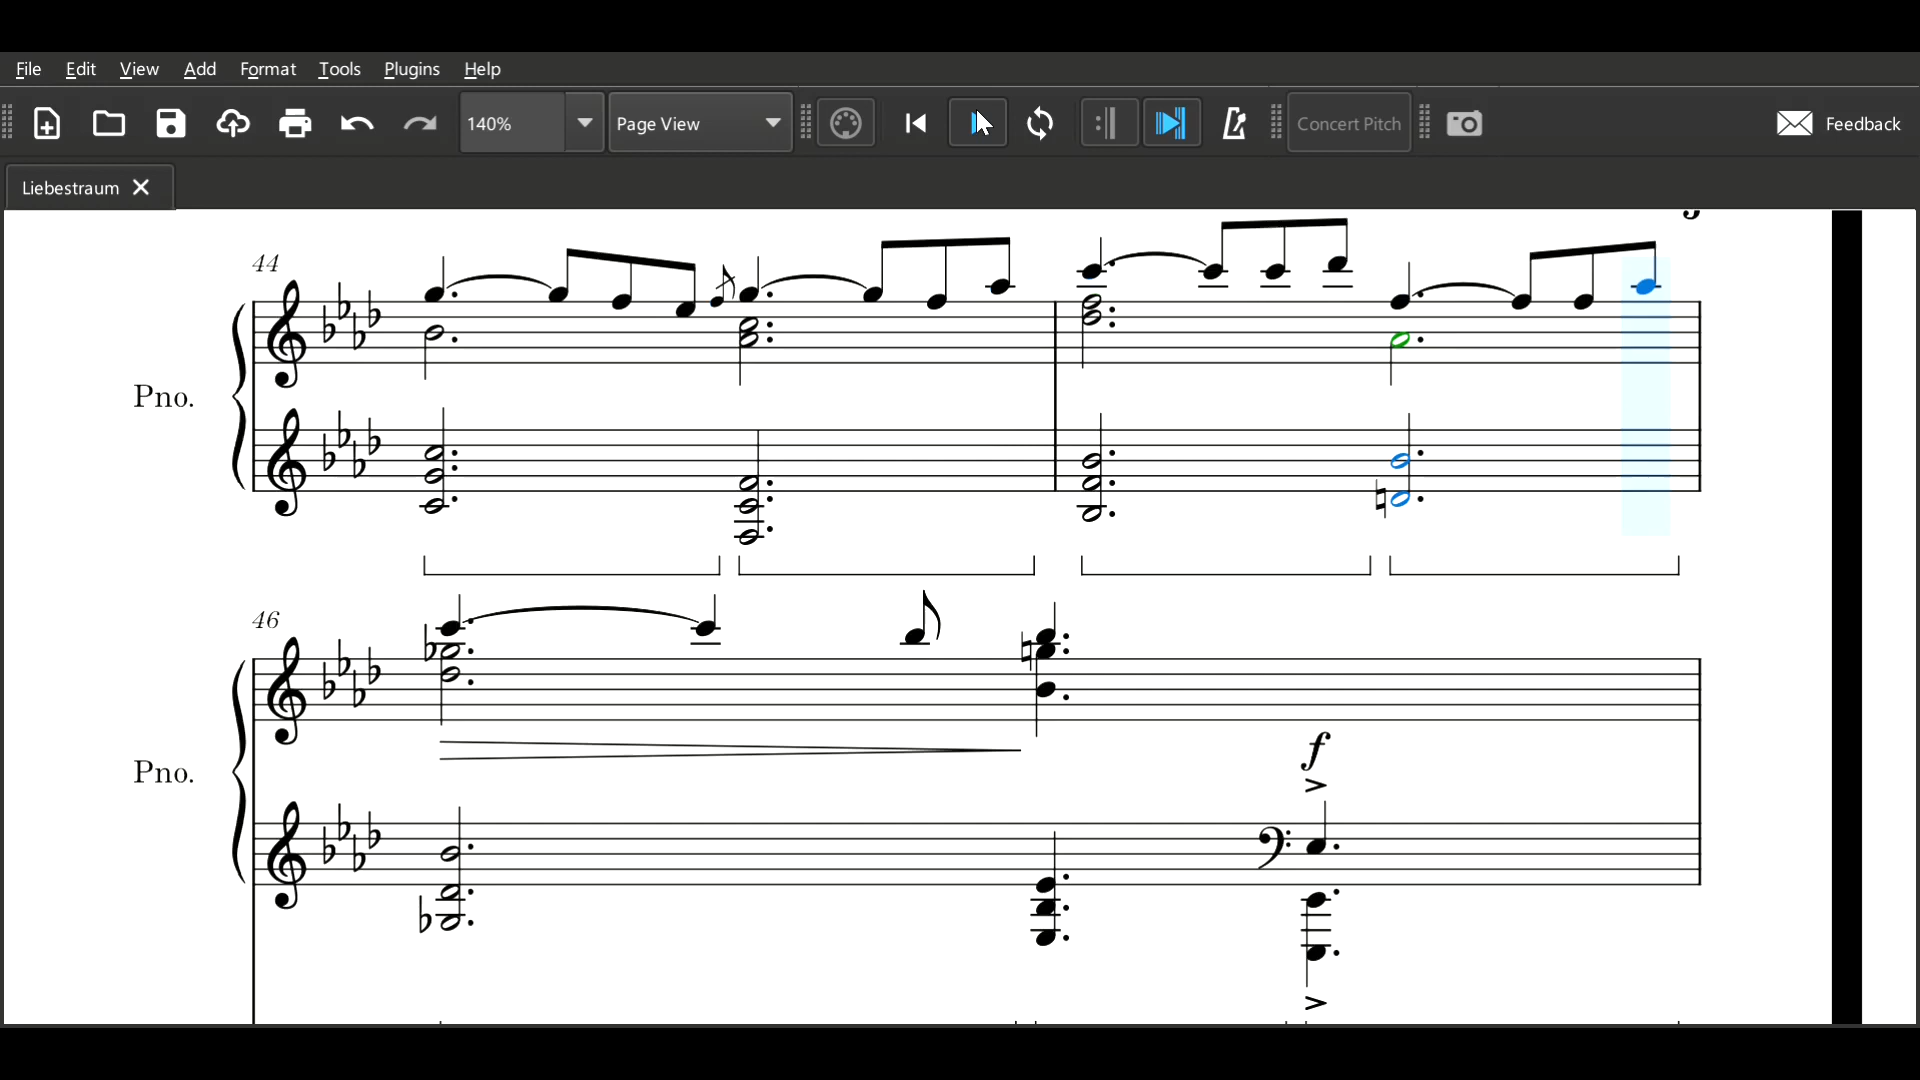 File Edit View Add Format Tools Plugins Help
140% Page View Concert Pitch Feedback
Liebestraum
44
Pno.
46
Pno.
f